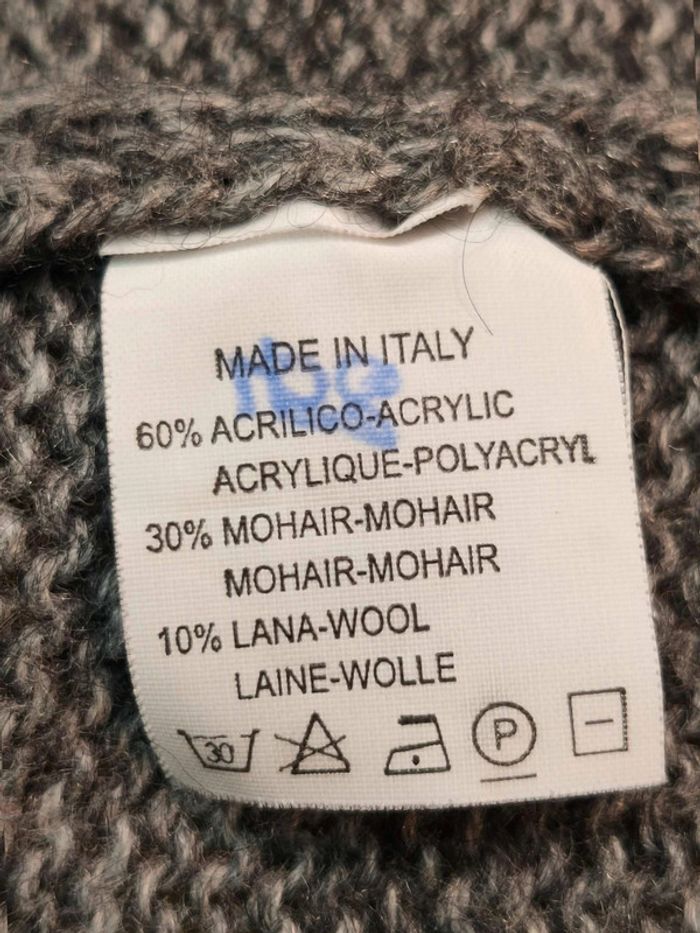 MADE IN ITALY
60% ACRILICO-ACRYLIC
ACRYLIQUE-POLYACRYL
30% MOHAIR-MOHAIR
MOHAIR-MOHAIR
10% LANA-WOOL
LAINE-WOLLE
30 P